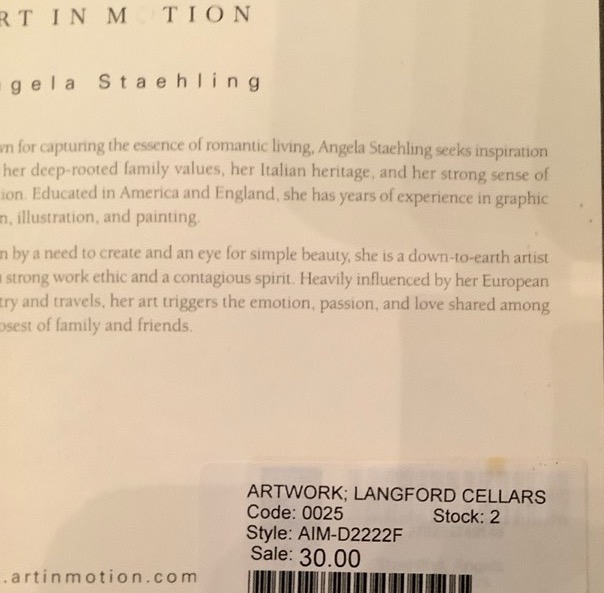 RT IN M TION
gela Staehling
wn for capturing the essence of romantic living, Angela Staehling seeks inspiration
her deep-rooted family values, her Italian heritage, and her strong sense of
ion. Educated in America and England, she has years of experience in graphic
n, illustration, and painting.
n by a need to create and an eye for simple beauty, she is a down-to-earth artist
strong work ethic and a contagious spirit. Heavily influenced by her European
try and travels, her art triggers the emotion, passion, and love shared among
osest of family and friends.
ARTWORK; LANGFORD CELLARS
Code: 0025 Stock: 2
Style: AIM-D2222F
Sale: 30.00
.artinmotion.com